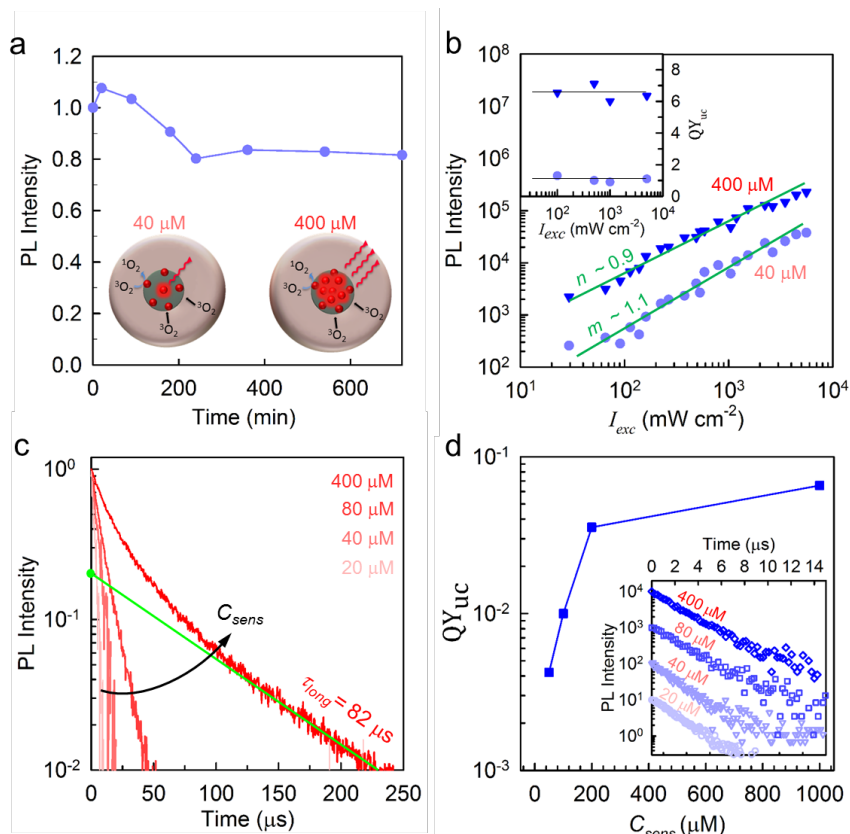 a
PL Intensity
1.2
1.0
0.8
0.6
0.4
0.2
0.0
40 μM
400 μM
¹O₂
³O₂
³O₂
³O₂
¹O₂
³O₂
³O₂
³O₂
0 200 400 600
Time (min)
b
PL Intensity
10⁸
10⁷
10⁶
10⁵
10⁴
10³
10²
8
6
4
2
0
QYuc
10² 10³ 10⁴
Iexc (mW cm⁻²)
400 μM
n ~ 0.9
40 μM
m ~ 1.1
10¹ 10² 10³ 10⁴
Iexc (mW cm⁻²)
c
PL Intensity
10⁰
10⁻¹
10⁻²
400 μM
80 μM
40 μM
20 μM
Csens
τlong = 82 μs
0 50 100 150 200 250
Time (μs)
d
QYuc
10⁻¹
10⁻²
10⁻³
Time (μs)
0 2 4 6 8 10 12 14
PL Intensity
10⁴
10³
10²
10¹
10⁰
400 μM
80 μM
40 μM
20 μM
0 200 400 600 800 1000
Csens (μM)